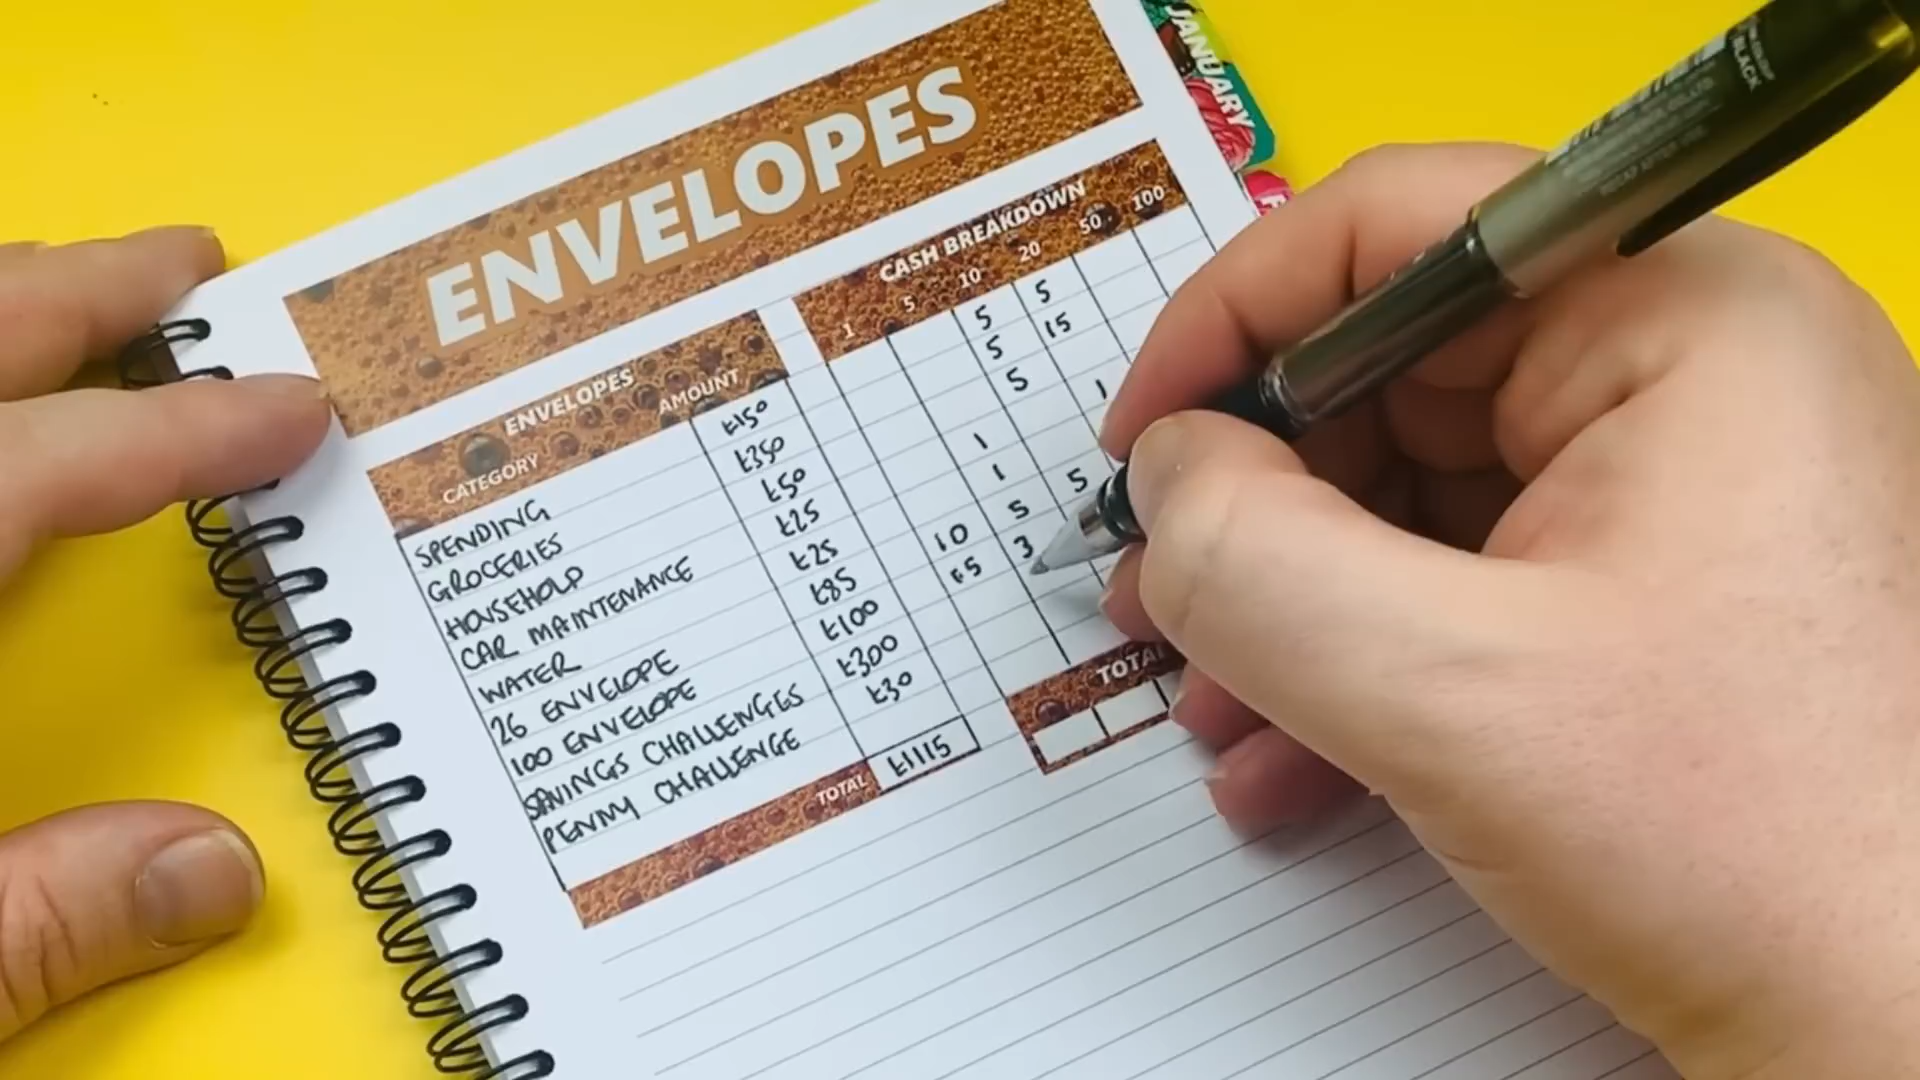 JANUARY
ENVELOPES
CASH BREAKDOWN
1 5 10 20 50 100
ENVELOPES
CATEGORY AMOUNT
SPENDING £150 5 5
GROCERIES £350 5 15
HOUSEHOLD £50 5
CAR MAINTENANCE £25 1
WATER £25 1
26 ENVELOPE £85
100 ENVELOPE £100 5 5
SAVINGS CHALLENGES £300 10
PENNY CHALLENGE £30 3
TOTAL £1115
BLACK